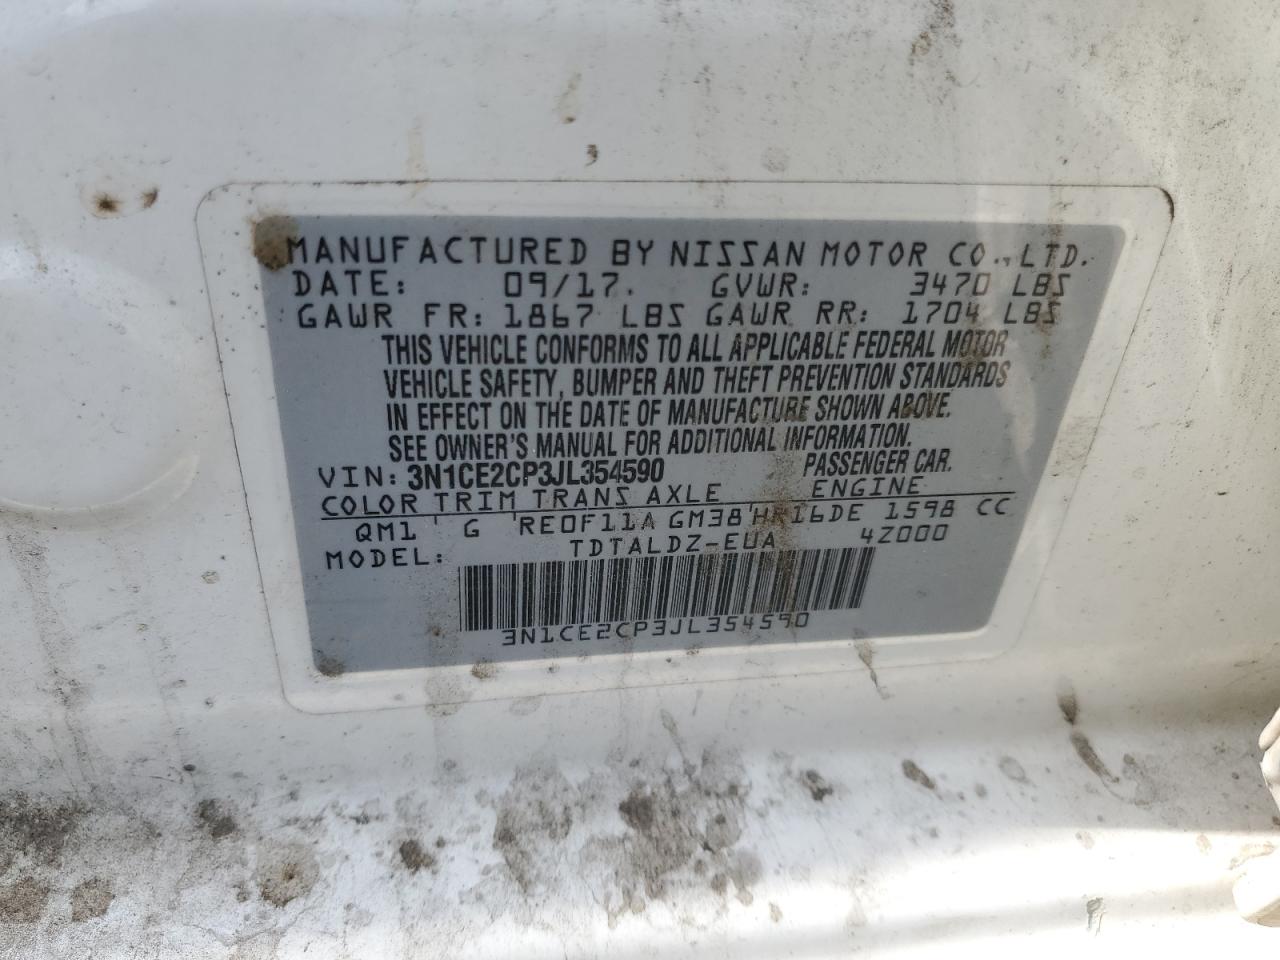 MANUFACTURED BY NISSAN MOTOR CO., LTD.
DATE: 09/17. GVWR: 3470 LBS
GAWR FR: 1867 LBS GAWR RR: 1704 LBS
THIS VEHICLE CONFORMS TO ALL APPLICABLE FEDERAL MOTOR
VEHICLE SAFETY, BUMPER AND THEFT PREVENTION STANDARDS
IN EFFECT ON THE DATE OF MANUFACTURE SHOWN ABOVE.
SEE OWNER'S MANUAL FOR ADDITIONAL INFORMATION.
VIN: 3N1CE2CP3JL354590 PASSENGER CAR.
COLOR TRIM TRANS AXLE ENGINE
QM1 ' G 'RE0F11A GM38'HR16DE 1598 CC
MODEL: TDTALDZ-EUA 4Z000
3N1CE2CP3JL354590